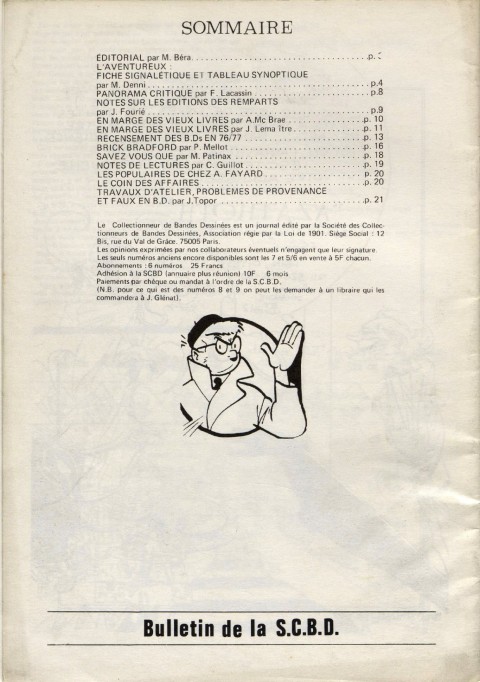 SOMMAIRE
EDITORIAL par M. Béra. . . . . . . . . . . . . . . . . . . . . . . . . . .p.
L'AVENTUREUX :
FICHE SIGNALÉTIQUE ET TABLEAU SYNOPTIQUE
par M. Denni . . . . . . . . . . . . . . . . . . . . . . . . . . . p.4
PANORAMA CRITIQUE par F. Lacassin . . . . . . . . . . . p.8
NOTES SUR LES EDITIONS DES REMPARTS
par J. Fourié . . . . . . . . . . . . . . . . . . . . . . . . . . . p.9
EN MARGE DES VIEUX LIVRES par A.Mc Brae . . . . . . . p. 10
EN MARGE DES VIEUX LIVRES par J. Lema ître . . . . . . p. 11
RECENSEMENT DES B.Ds EN 76/77 . . . . . . . . . . . . . p. 13
BRICK BRADFORD par P. Mellot . . . . . . . . . . . . . . p. 16
SAVEZ VOUS QUE par M. Patinax . . . . . . . . . . . . . p. 18
NOTES DE LECTURES par C. Guillot . . . . . . . . . . . . p. 19
LES POPULAIRES DE CHEZ A. FAYARD . . . . . . . . . . . p. 20
LE COIN DES AFFAIRES . . . . . . . . . . . . . . . . . . . p. 20
TRAVAUX D'ATELIER, PROBLEMES DE PROVENANCE
ET FAUX EN B.D. par J.Topor . . . . . . . . . . . . . . . p. 21
Le Collectionneur de Bandes Dessinées est un journal édité par la Société des Collec-
tionneurs de Bandes Dessinées, Association régie par la Loi de 1901. Siège Social : 12
Bis, rue du Val de Grâce. 75005 Paris.
Les opinions exprimées par nos collaborateurs éventuels n'engagent que leur signature.
Les seuls numéros anciens encore disponibles sont les 7 et 5/6 en vente à 5F chacun.
Abonnements : 6 numéros 25 Francs
Adhésion à la SCBD (annuaire plus réunion) 10F 6 mois
Paiements par chèque ou mandat à l'ordre de la S.C.B.D.
(N.B. pour ce qui est des numéros 8 et 9 on peut les demander à un libraire qui les
commandera à J. Glénat).
Bulletin de la S.C.B.D.